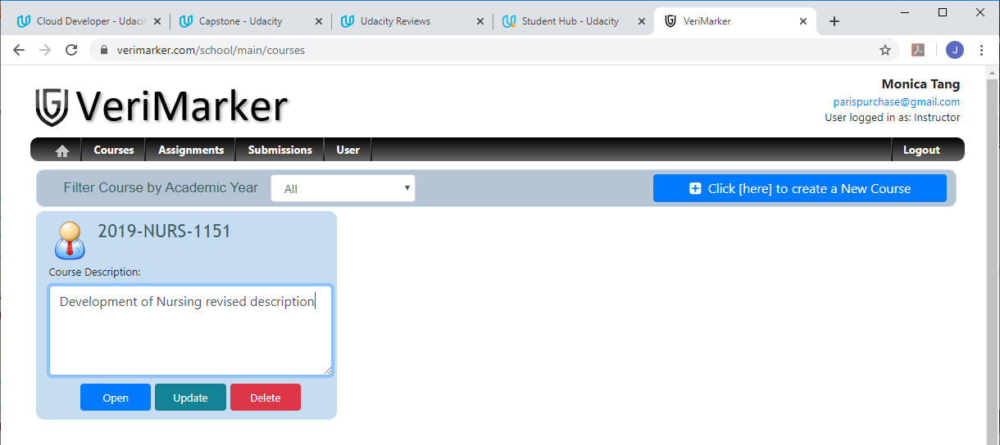 Cloud Developer - Udacit
Capstone - Udacity
Udacity Reviews
Student Hub - Udacity
VeriMarker
verimarker.com/school/main/courses
J
VeriMarker
Monica Tang
parispurchase@gmail.com
User logged in as: Instructor
Courses Assignments Submissions User Logout
Filter Course by Academic Year All Click [here] to create a New Course
2019-NURS-1151
Course Description:
Development of Nursing revised description
Open Update Delete